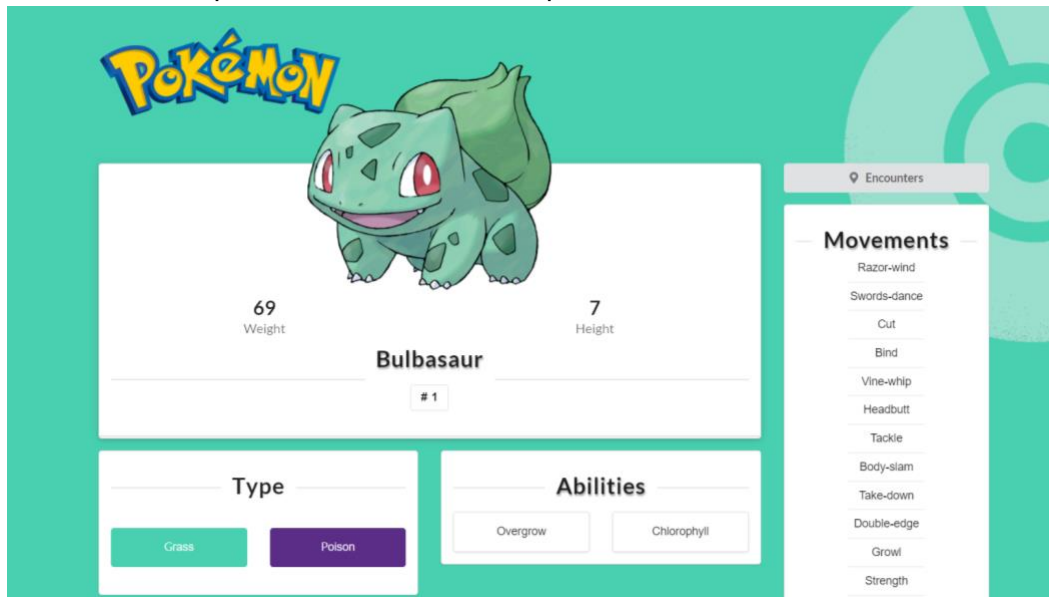 Pokémon
69
Weight
7
Height
Bulbasaur
# 1
Type
Grass
Poison
Abilities
Overgrow
Chlorophyll
Encounters
Movements
Razor-wind
Swords-dance
Cut
Bind
Vine-whip
Headbutt
Tackle
Body-slam
Take-down
Double-edge
Growl
Strength